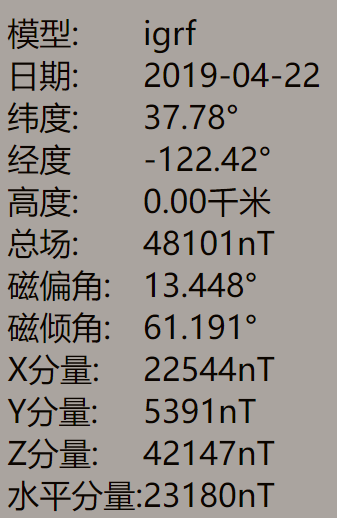 模型: igrf
日期: 2019-04-22
纬度: 37.78°
经度 -122.42°
高度: 0.00千米
总场: 48101nT
磁偏角: 13.448°
磁倾角: 61.191°
X分量: 22544nT
Y分量: 5391nT
Z分量: 42147nT
水平分量:23180nT